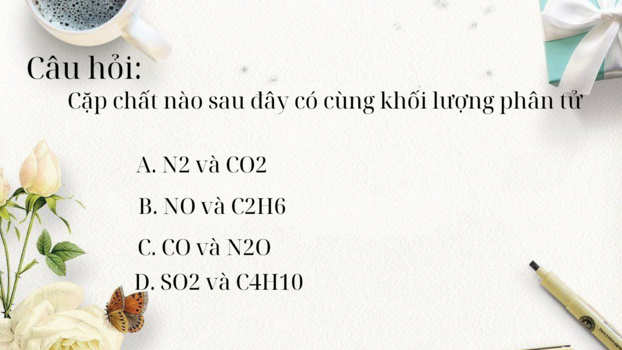 Câu hỏi:
Cặp chất nào sau đây có cùng khối lượng phân tử
A. N2 và CO2
B. NO và C2H6
C. CO và N2O
D. SO2 và C4H10